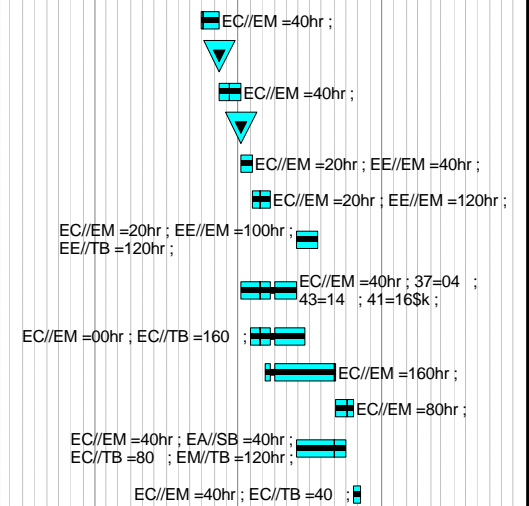 EC//EM =40hr ;
EC//EM =40hr ;
EC//EM =20hr ; EE//EM =40hr ;
EC//EM =20hr ; EE//EM =120hr ;
EC//EM =20hr ; EE//EM =100hr ;
EE//TB =120hr ;
EC//EM =40hr ; 37=04 ;
43=14 ; 41=16$k ;
EC//EM =00hr ; EC//TB =160 ;
EC//EM =160hr ;
EC//EM =80hr ;
EC//EM =40hr ; EA//SB =40hr ;
EC//TB =80 ; EM//TB =120hr ;
EC//EM =40hr ; EC//TB =40 ;